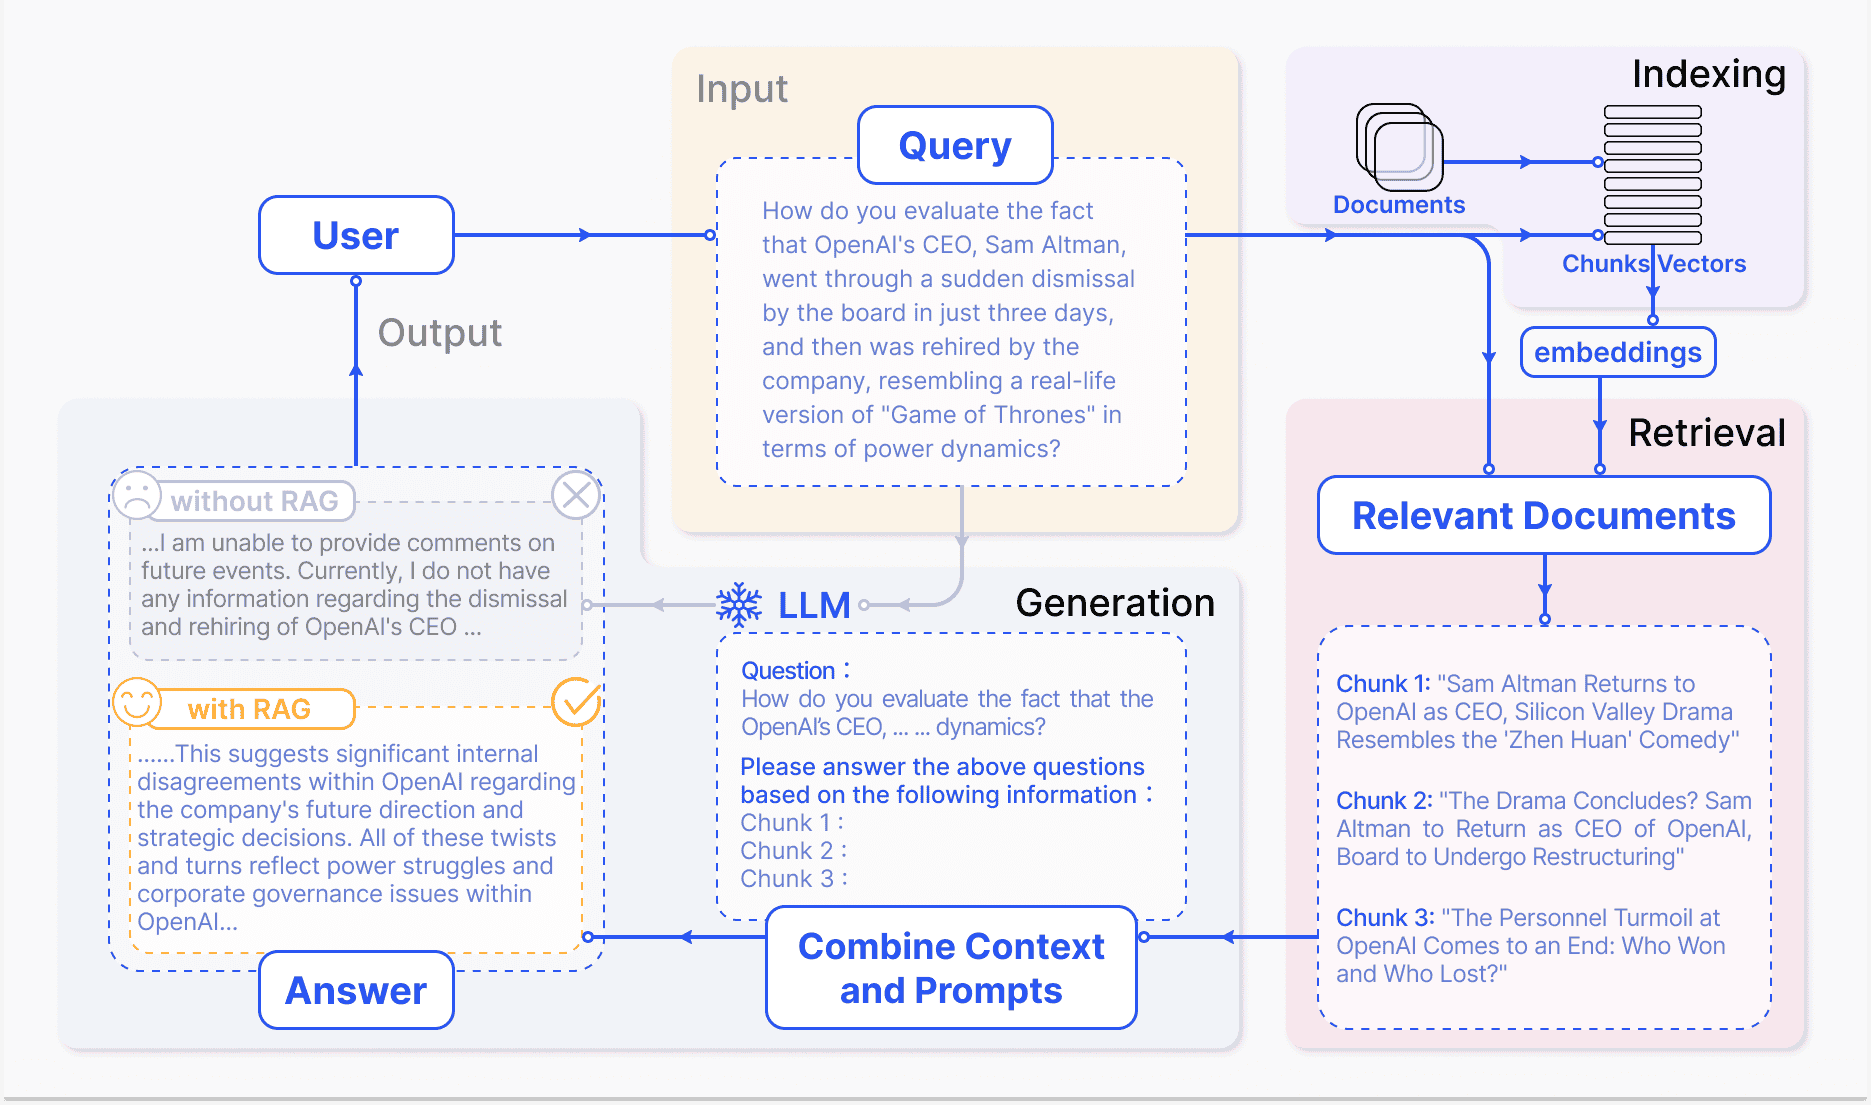 Input
Query
How do you evaluate the fact
that OpenAI's CEO, Sam Altman,
went through a sudden dismissal
by the board in just three days,
and then was rehired by the
company, resembling a real-life
version of "Game of Thrones" in
terms of power dynamics?
Indexing
Documents
Chunks Vectors
embeddings
User
Output
Retrieval
Relevant Documents
Chunk 1: "Sam Altman Returns to
OpenAI as CEO, Silicon Valley Drama
Resembles the 'Zhen Huan' Comedy"
Chunk 2: "The Drama Concludes? Sam
Altman to Return as CEO of OpenAI,
Board to Undergo Restructuring"
Chunk 3: "The Personnel Turmoil at
OpenAI Comes to an End: Who Won
and Who Lost?"
Generation
LLM
Question :
How do you evaluate the fact that the
OpenAI's CEO, ... ... dynamics?
Please answer the above questions
based on the following information :
Chunk 1 :
Chunk 2 :
Chunk 3 :
Combine Context
and Prompts
without RAG
...I am unable to provide comments on
future events. Currently, I do not have
any information regarding the dismissal
and rehiring of OpenAI's CEO ...
with RAG
......This suggests significant internal
disagreements within OpenAI regarding
the company's future direction and
strategic decisions. All of these twists
and turns reflect power struggles and
corporate governance issues within
OpenAI...
Answer